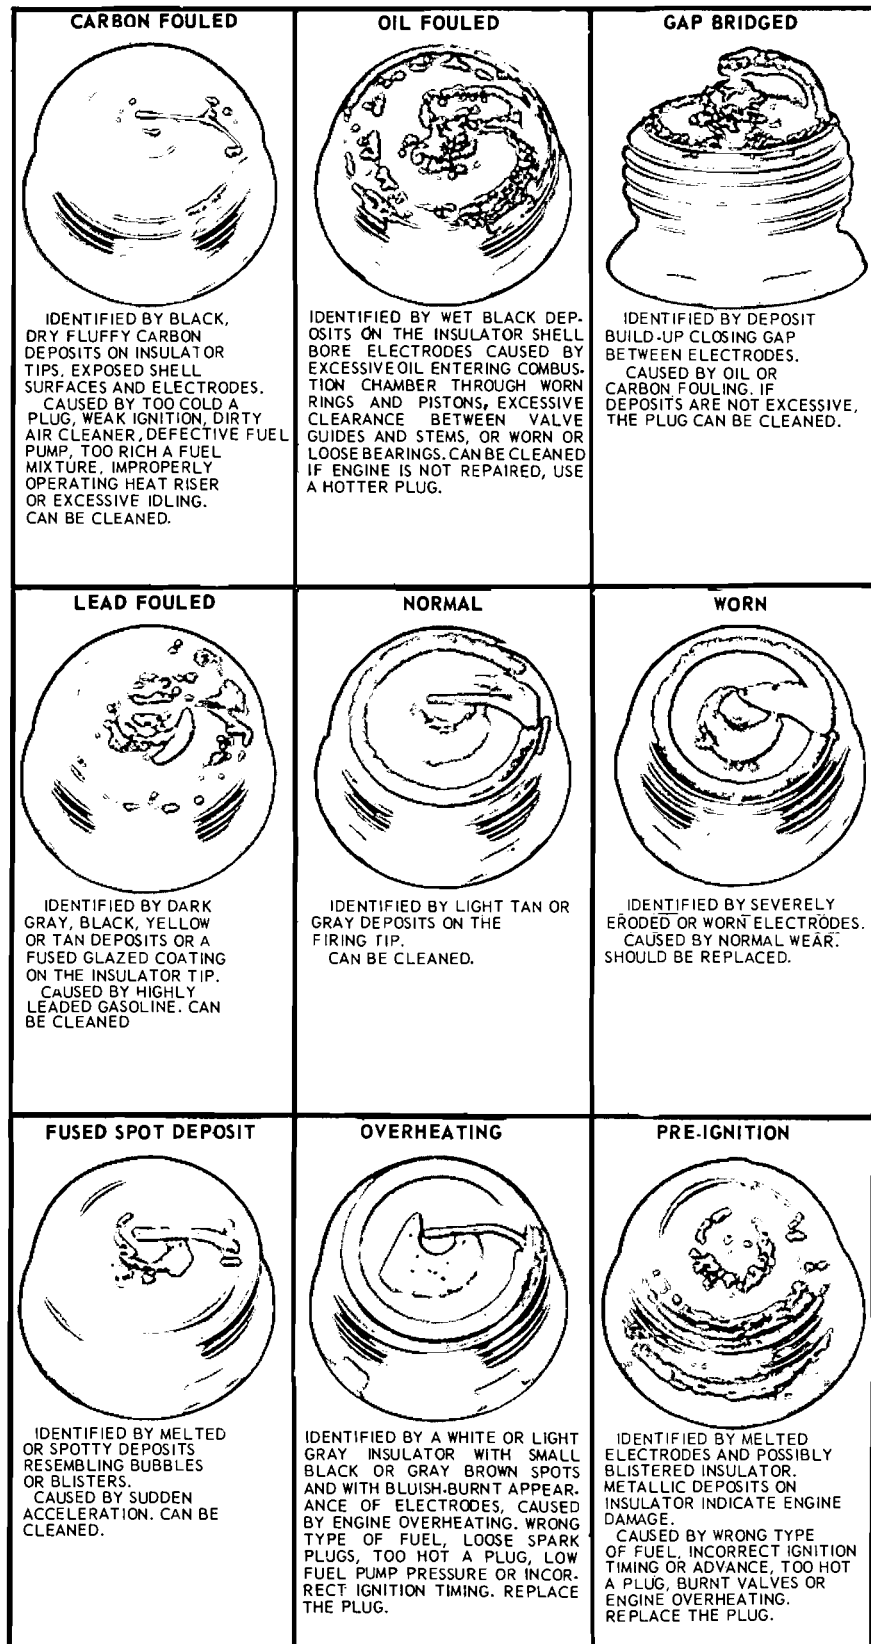 CARBON FOULED
IDENTIFIED BY BLACK,
DRY FLUFFY CARBON
DEPOSITS ON INSULATOR
TIPS, EXPOSED SHELL
SURFACES AND ELECTRODES.
CAUSED BY TOO COLD A
PLUG, WEAK IGNITION, DIRTY
AIR CLEANER, DEFECTIVE FUEL
PUMP, TOO RICH A FUEL
MIXTURE, IMPROPERLY
OPERATING HEAT RISER
OR EXCESSIVE IDLING.
CAN BE CLEANED.
OIL FOULED
IDENTIFIED BY WET BLACK DEP-
OSITS ON THE INSULATOR SHELL
BORE ELECTRODES CAUSED BY
EXCESSIVE OIL ENTERING COMBUS-
TION CHAMBER THROUGH WORN
RINGS AND PISTONS, EXCESSIVE
CLEARANCE BETWEEN VALVE
GUIDES AND STEMS, OR WORN OR
LOOSE BEARINGS. CAN BE CLEANED
IF ENGINE IS NOT REPAIRED, USE
A HOTTER PLUG.
GAP BRIDGED
IDENTIFIED BY DEPOSIT
BUILD-UP CLOSING GAP
BETWEEN ELECTRODES.
CAUSED BY OIL OR
CARBON FOULING. IF
DEPOSITS ARE NOT EXCESSIVE,
THE PLUG CAN BE CLEANED.
LEAD FOULED
IDENTIFIED BY DARK
GRAY, BLACK, YELLOW
OR TAN DEPOSITS OR A
FUSED GLAZED COATING
ON THE INSULATOR TIP.
CAUSED BY HIGHLY
LEADED GASOLINE. CAN
BE CLEANED
NORMAL
IDENTIFIED BY LIGHT TAN OR
GRAY DEPOSITS ON THE
FIRING TIP.
CAN BE CLEANED.
WORN
IDENTIFIED BY SEVERELY
ERODED OR WORN ELECTRODES.
CAUSED BY NORMAL WEAR.
SHOULD BE REPLACED.
FUSED SPOT DEPOSIT
IDENTIFIED BY MELTED
OR SPOTTY DEPOSITS
RESEMBLING BUBBLES
OR BLISTERS.
CAUSED BY SUDDEN
ACCELERATION. CAN BE
CLEANED.
OVERHEATING
IDENTIFIED BY A WHITE OR LIGHT
GRAY INSULATOR WITH SMALL
BLACK OR GRAY BROWN SPOTS
AND WITH BLUISH-BURNT APPEAR-
ANCE OF ELECTRODES, CAUSED
BY ENGINE OVERHEATING. WRONG
TYPE OF FUEL, LOOSE SPARK
PLUGS, TOO HOT A PLUG, LOW
FUEL PUMP PRESSURE OR INCOR-
RECT IGNITION TIMING. REPLACE
THE PLUG.
PRE-IGNITION
IDENTIFIED BY MELTED
ELECTRODES AND POSSIBLY
BLISTERED INSULATOR.
METALLIC DEPOSITS ON
INSULATOR INDICATE ENGINE
DAMAGE.
CAUSED BY WRONG TYPE
OF FUEL, INCORRECT IGNITION
TIMING OR ADVANCE, TOO HOT
A PLUG, BURNT VALVES OR
ENGINE OVERHEATING.
REPLACE THE PLUG.